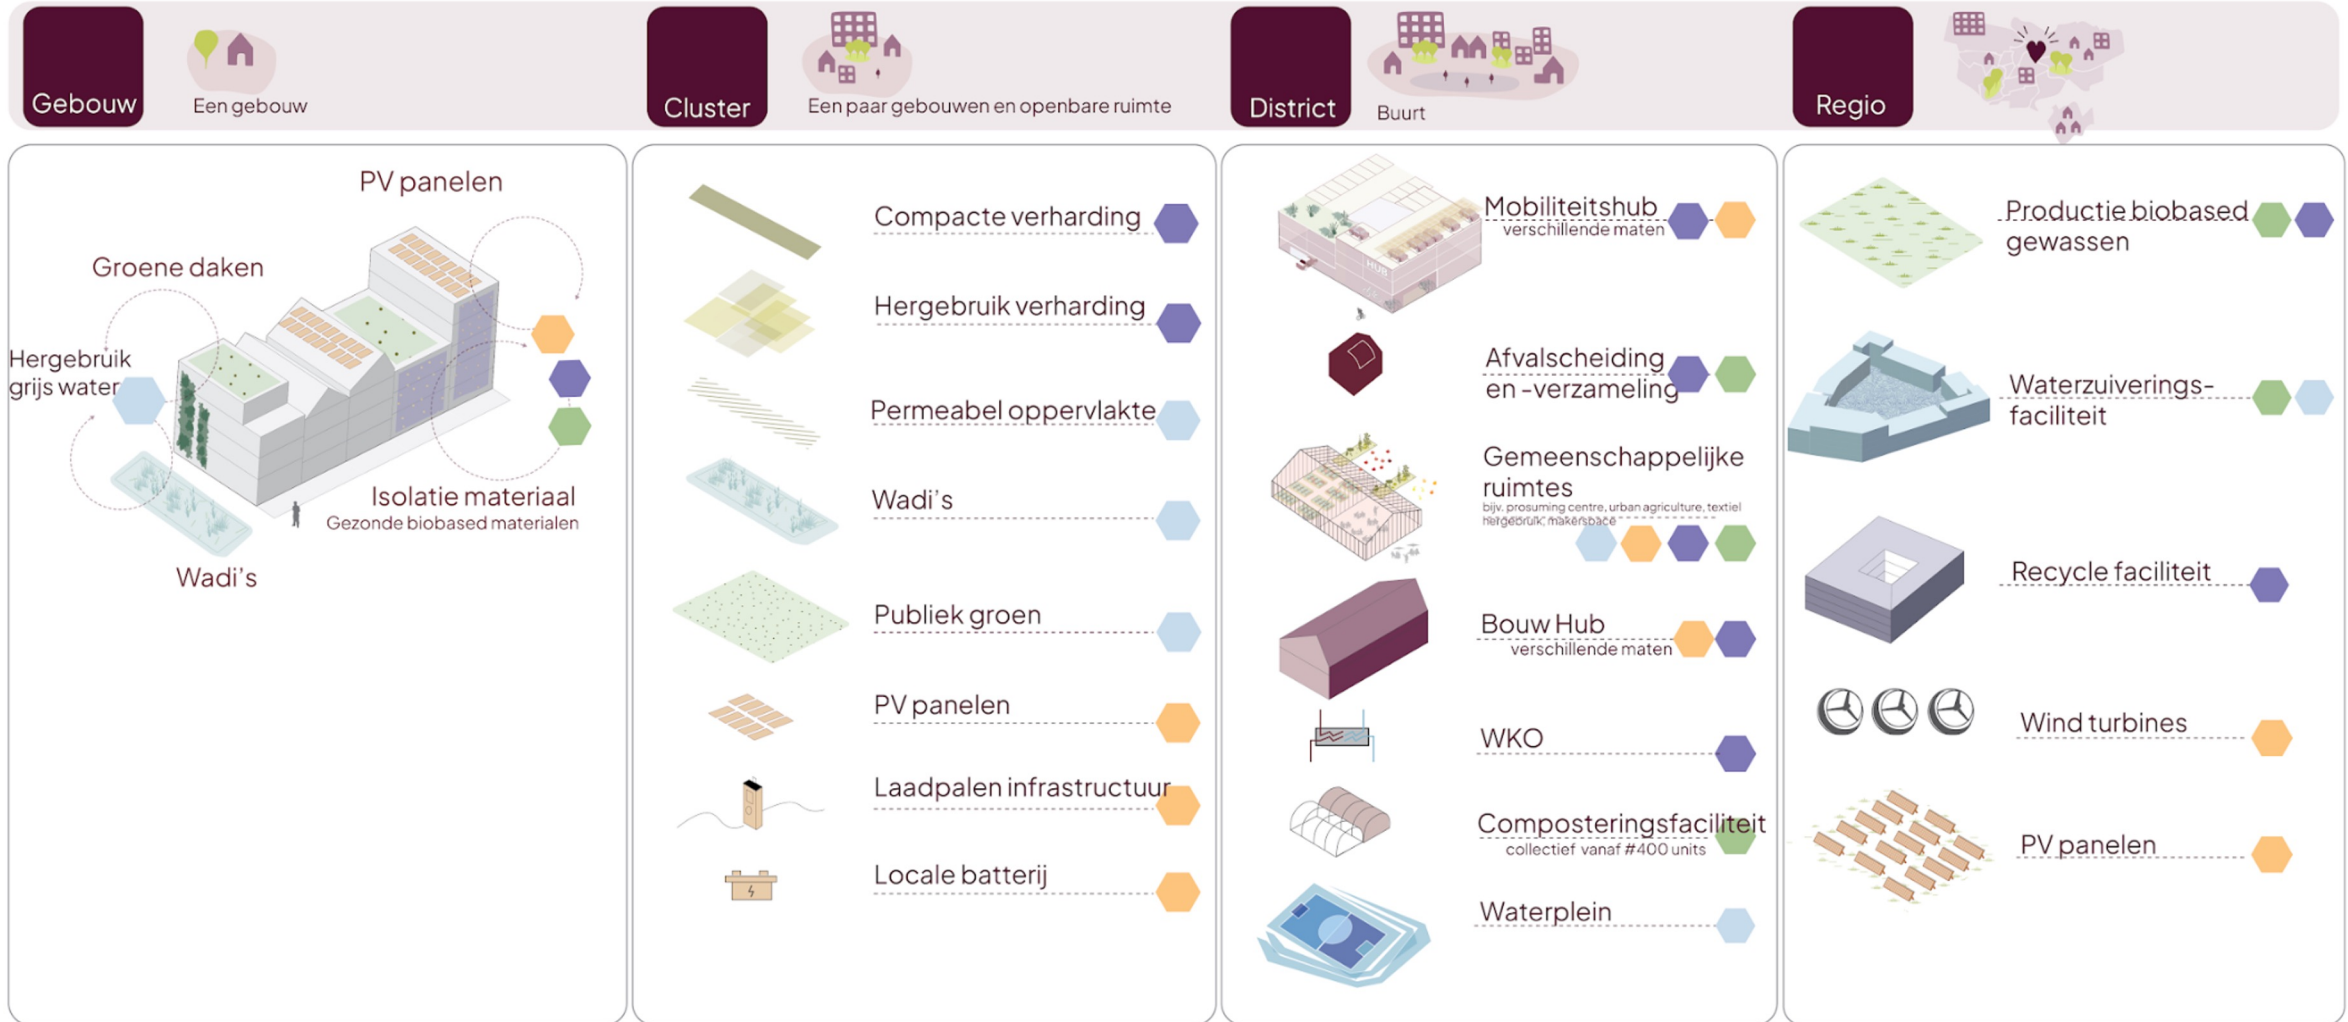 Gebouw
Een gebouw
Cluster
Een paar gebouwen en openbare ruimte
District
Buurt
Regio
PV panelen
Groene daken
Hergebruik
grijs water
Isolatie materiaal
Gezonde biobased materialen
Wadi's
Compacte verharding
Hergebruik verharding
Permeabel oppervlakte
Wadi's
Publiek groen
PV panelen
Laadpalen infrastructuur
Locale batterij
Mobiliteitshub
verschillende maten
HUB
Afvalscheiding
en -verzameling
Gemeenschappelijke
ruimtes
bijv. prosuming centre, urban agriculture, textiel
hergebruik, makersbace
Bouw Hub
verschillende maten
WKO
Composteringsfaciliteit
collectief vanaf #400 units
Waterplein
Productie biobased
gewassen
Waterzuiverings-
faciliteit
Recycle faciliteit
Wind turbines
PV panelen